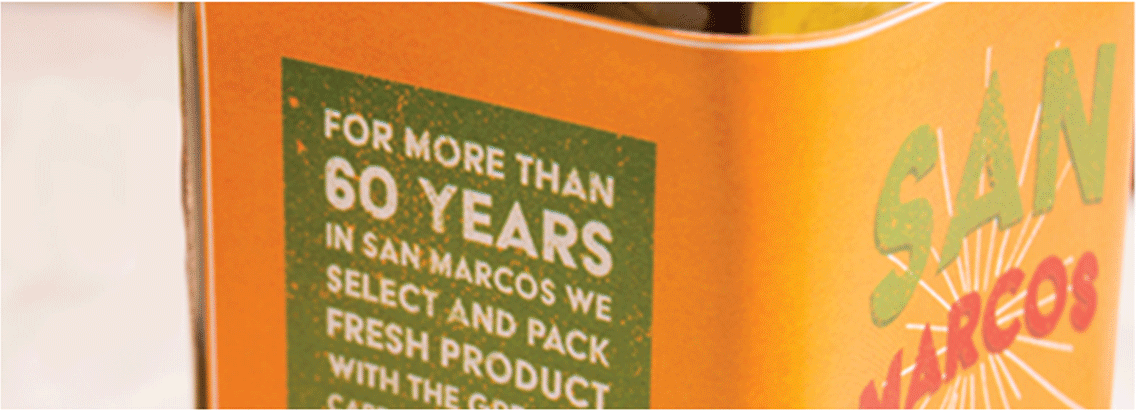 FOR MORE THAN
60 YEARS
IN SAN MARCOS WE
SELECT AND PACK
FRESH PRODUCT
WITH THE
SAN
MARCOS